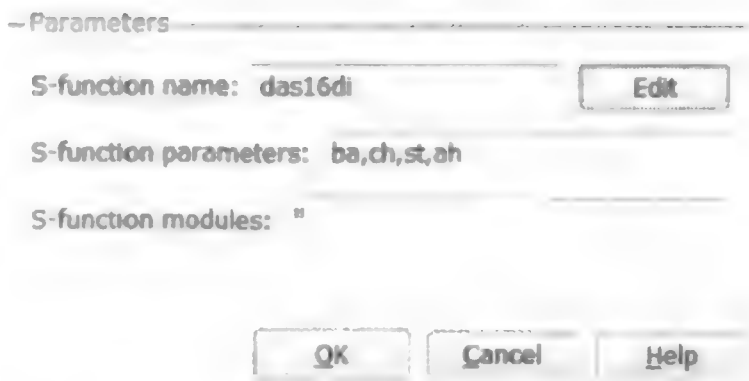 Parameters
S-function name: das16di Edit
S-function parameters: ba,ch,st,ah
S-function modules: ''
OK Cancel Help